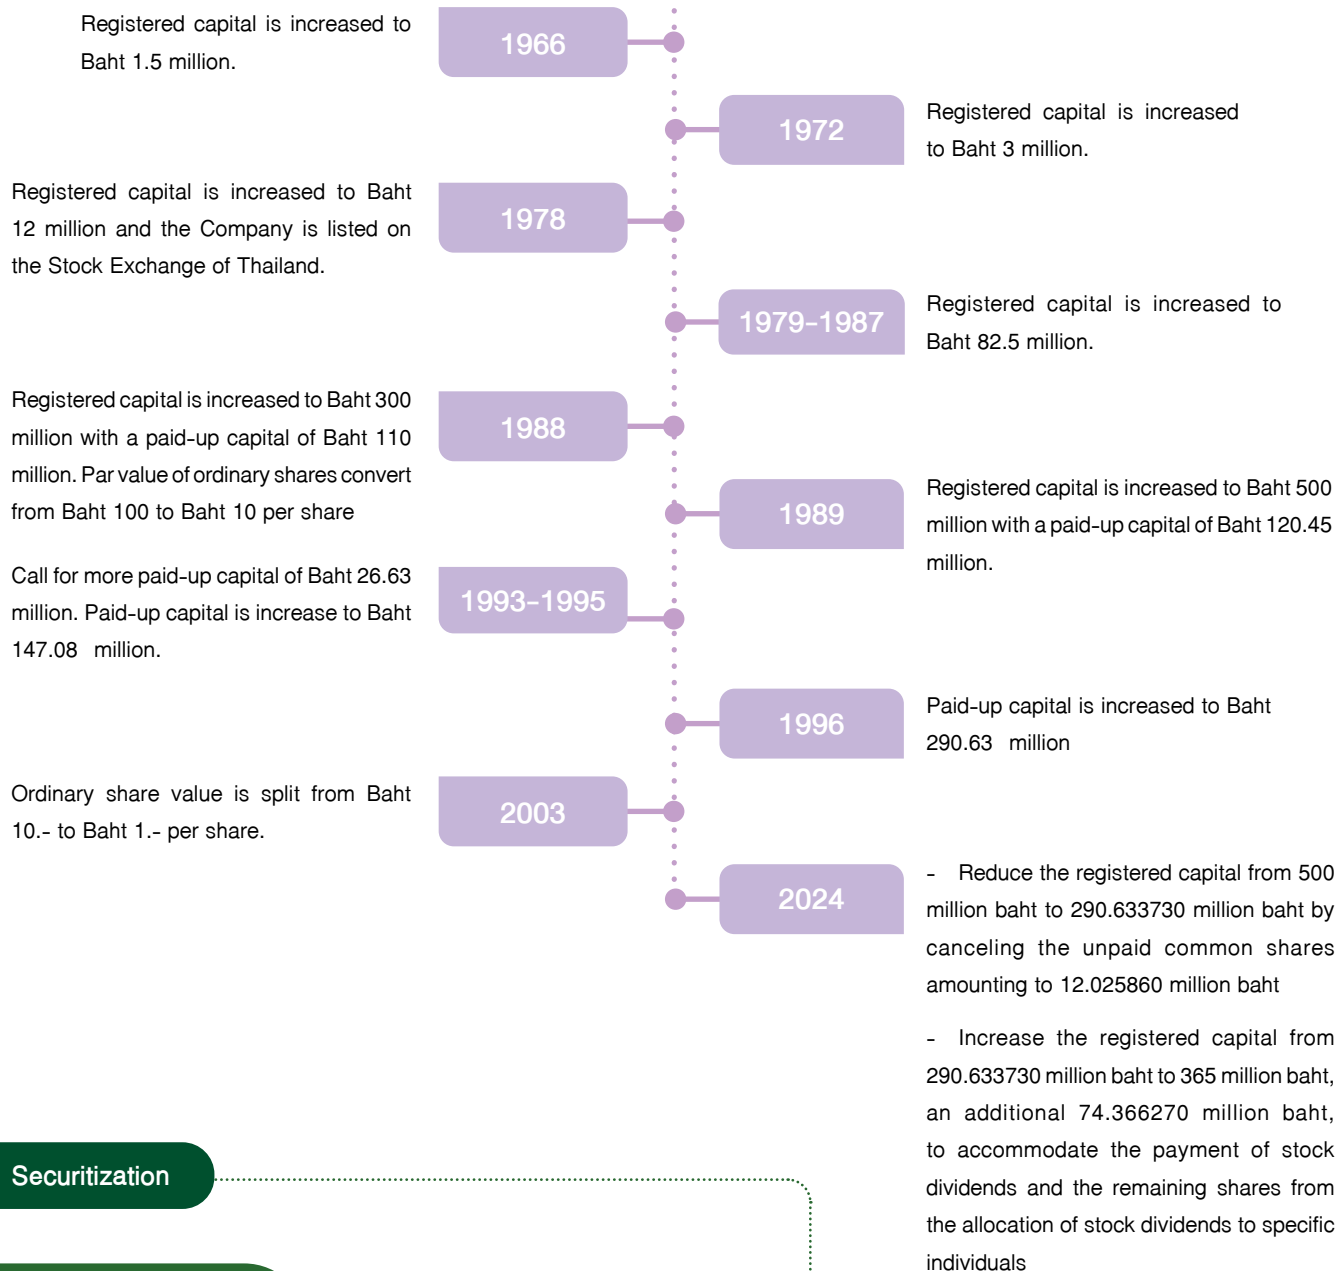 Registered capital is increased to
Baht 1.5 million.
1966
1972
Registered capital is increased
to Baht 3 million.
Registered capital is increased to Baht
12 million and the Company is listed on
the Stock Exchange of Thailand.
1978
1979-1987
Registered capital is increased to
Baht 82.5 million.
Registered capital is increased to Baht 300
million with a paid-up capital of Baht 110
million. Par value of ordinary shares convert
from Baht 100 to Baht 10 per share
1988
1989
Registered capital is increased to Baht 500
million with a paid-up capital of Baht 120.45
million.
Call for more paid-up capital of Baht 26.63
million. Paid-up capital is increase to Baht
147.08 million.
1993-1995
1996
Paid-up capital is increased to Baht
290.63 million
Ordinary share value is split from Baht
10.- to Baht 1.- per share.
2003
2024
- Reduce the registered capital from 500
million baht to 290.633730 million baht by
canceling the unpaid common shares
amounting to 12.025860 million baht
- Increase the registered capital from
290.633730 million baht to 365 million baht,
an additional 74.366270 million baht,
to accommodate the payment of stock
dividends and the remaining shares from
the allocation of stock dividends to specific
individuals
Securitization